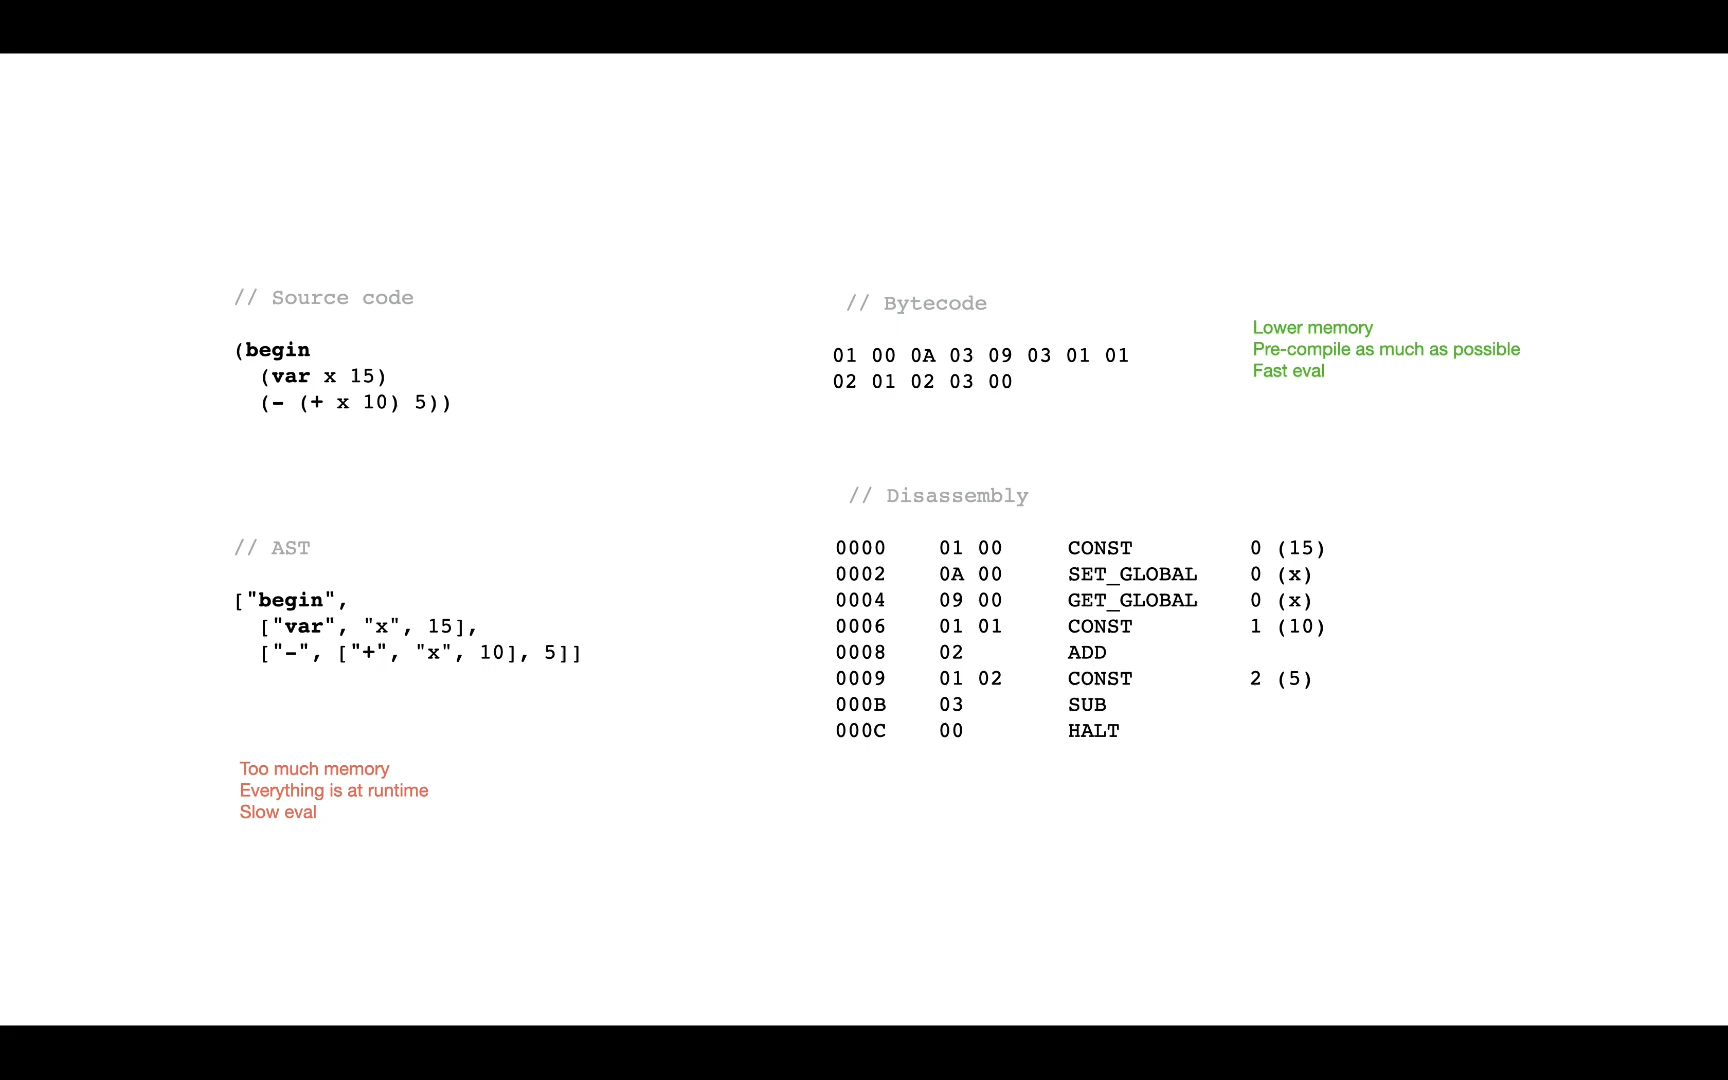 // Source code
(begin
  (var x 15)
  (- (+ x 10) 5))
// AST
["begin",
  ["var", "x", 15],
  ["-", ["+", "x", 10], 5]]
Too much memory
Everything is at runtime
Slow eval
// Bytecode
01 00 0A 03 09 03 01 01
02 01 02 03 00
Lower memory
Pre-compile as much as possible
Fast eval
// Disassembly
0000 01 00 CONST 0 (15)
0002 0A 00 SET_GLOBAL 0 (x)
0004 09 00 GET_GLOBAL 0 (x)
0006 01 01 CONST 1 (10)
0008 02 ADD
0009 01 02 CONST 2 (5)
000B 03 SUB
000C 00 HALT